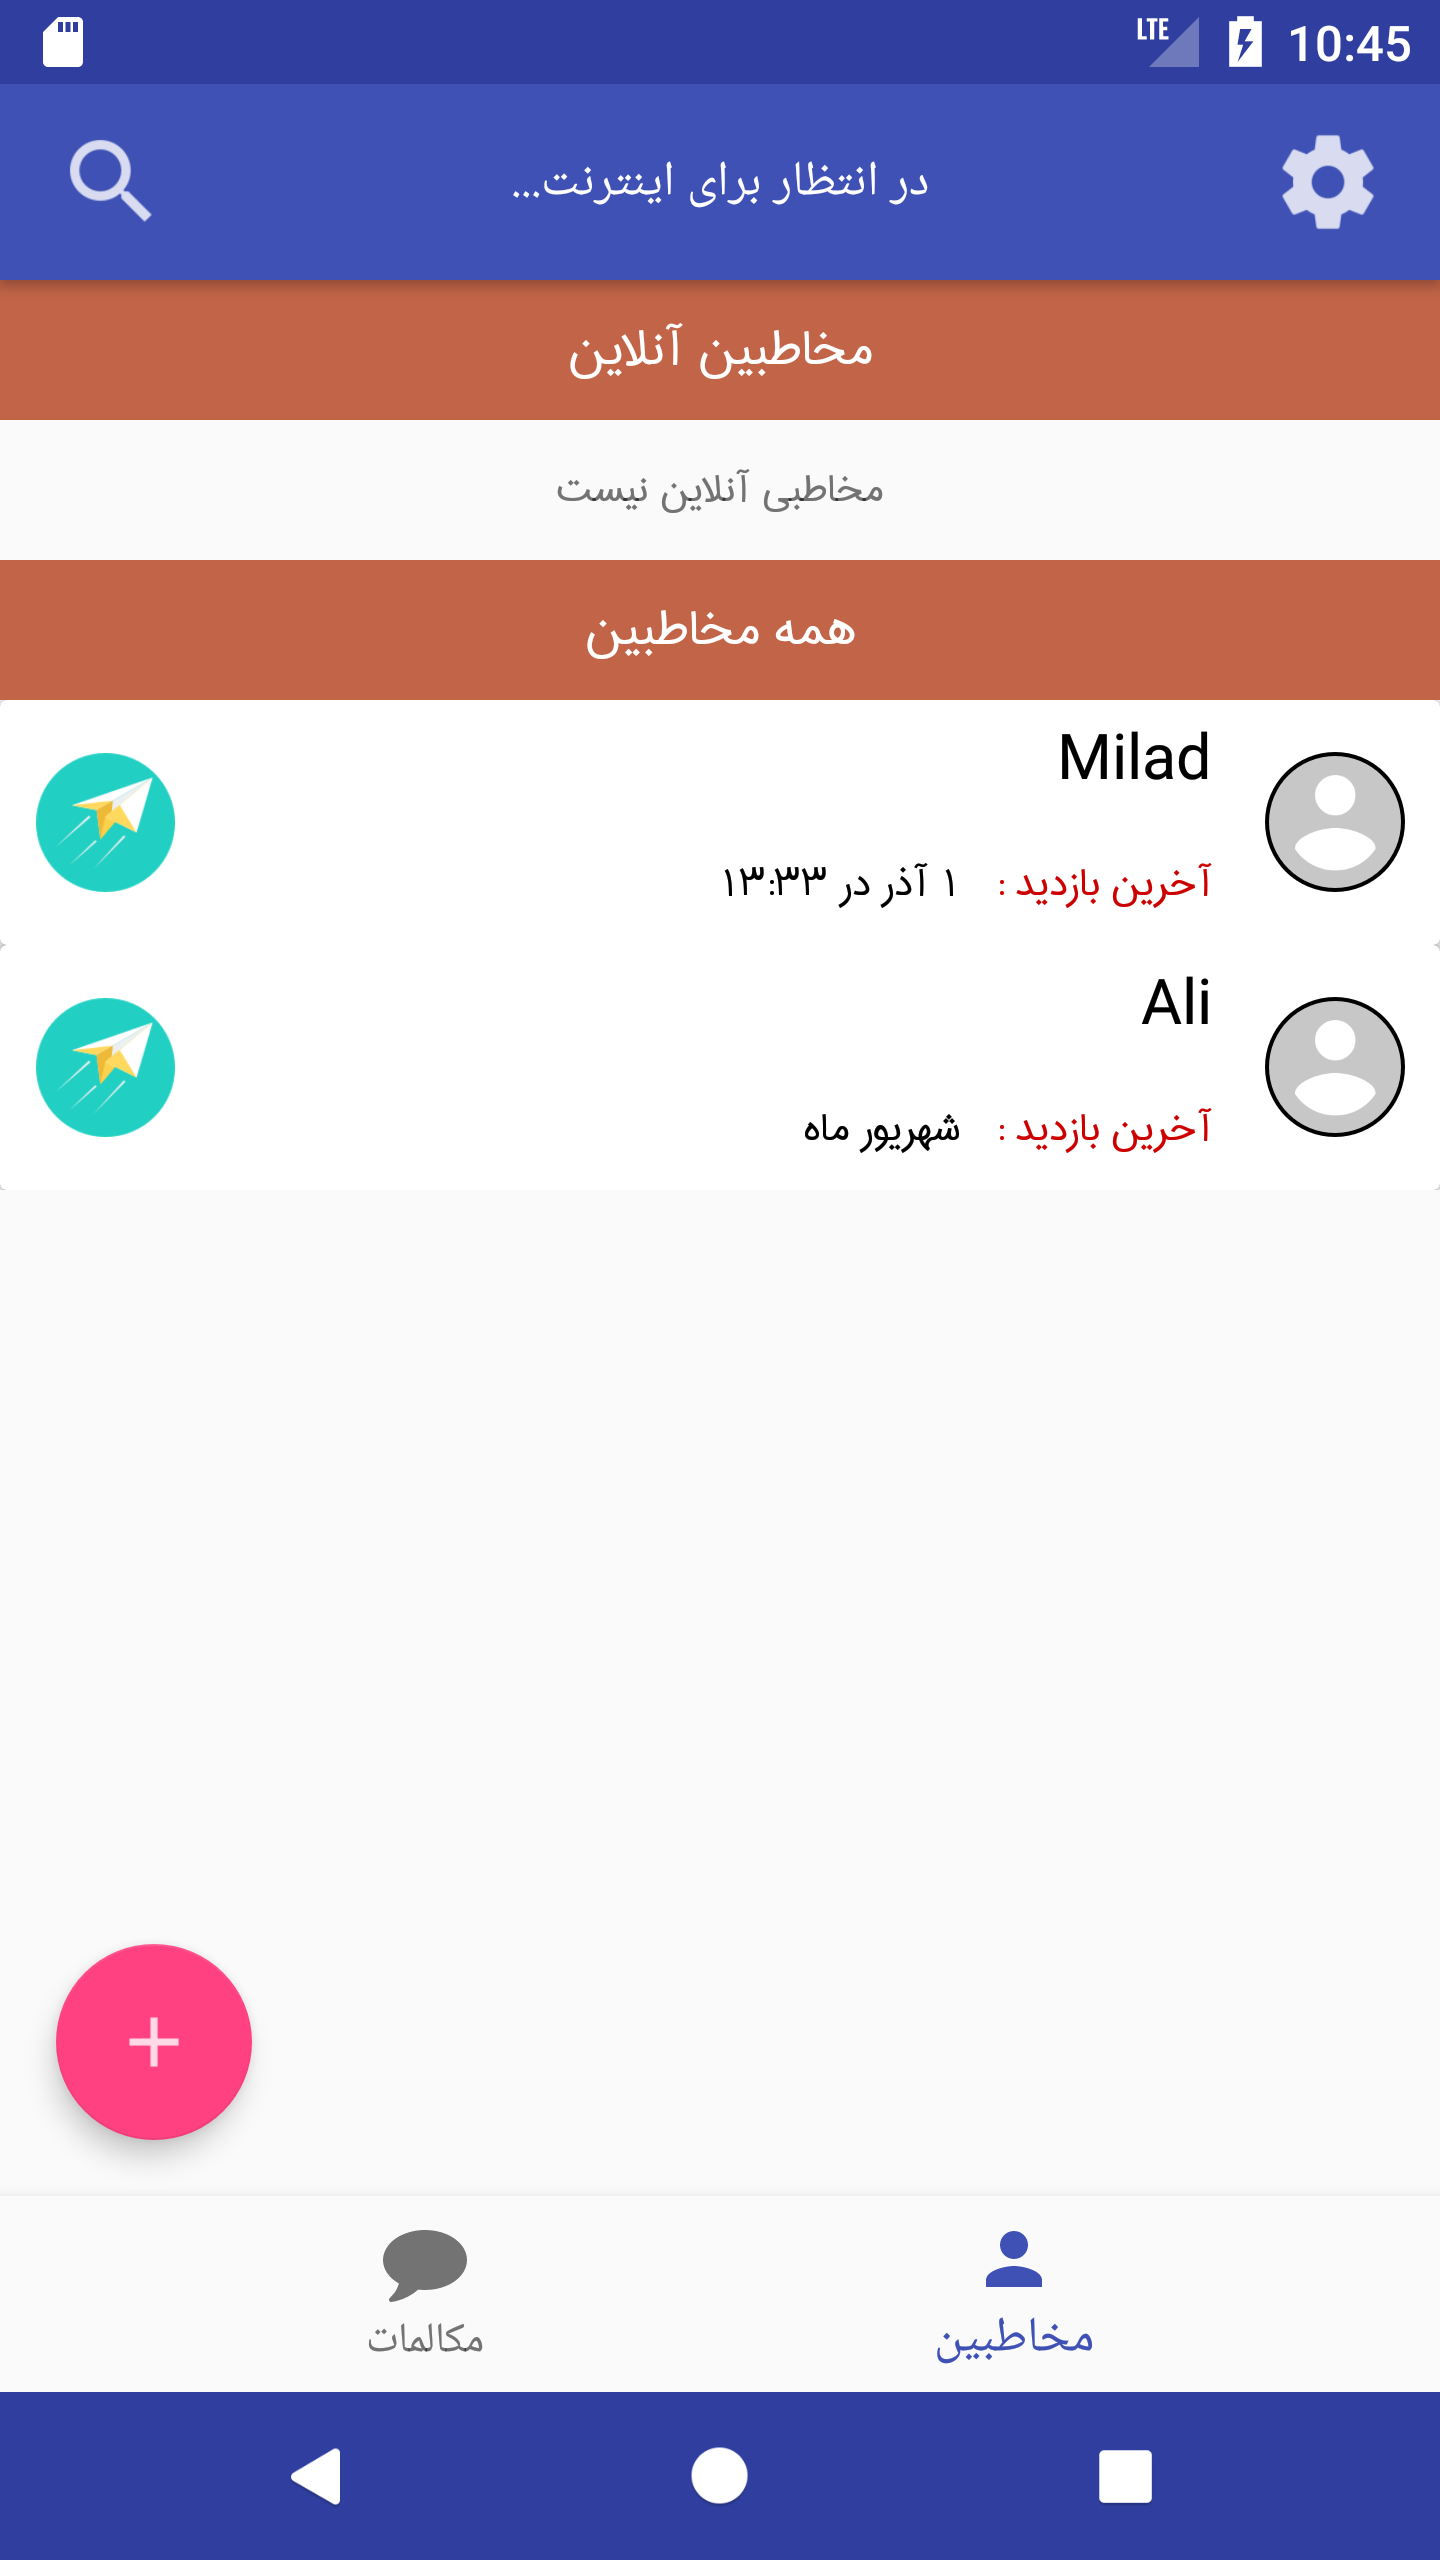 LTE 10:45
در انتظار برای اینترنت...
مخاطبین آنلاین
مخاطبی آنلاین نیست
همه مخاطبین
Milad
آخرین بازدید : ۱ آذر در ۱۳:۳۳
Ali
آخرین بازدید : شهریور ماه
مخاطبین
مکالمات